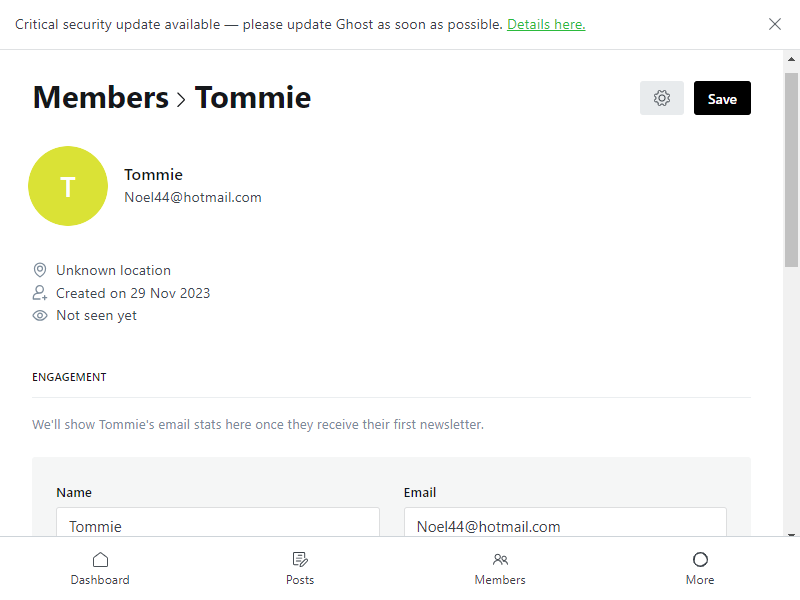 Critical security update available — please update Ghost as soon as possible. Details here.
Members > Tommie
Save
T
Tommie
Noel44@hotmail.com
Unknown location
Created on 29 Nov 2023
Not seen yet
ENGAGEMENT
We'll show Tommie's email stats here once they receive their first newsletter.
Name
Email
Tommie
Noel44@hotmail.com
Dashboard
Posts
Members
More